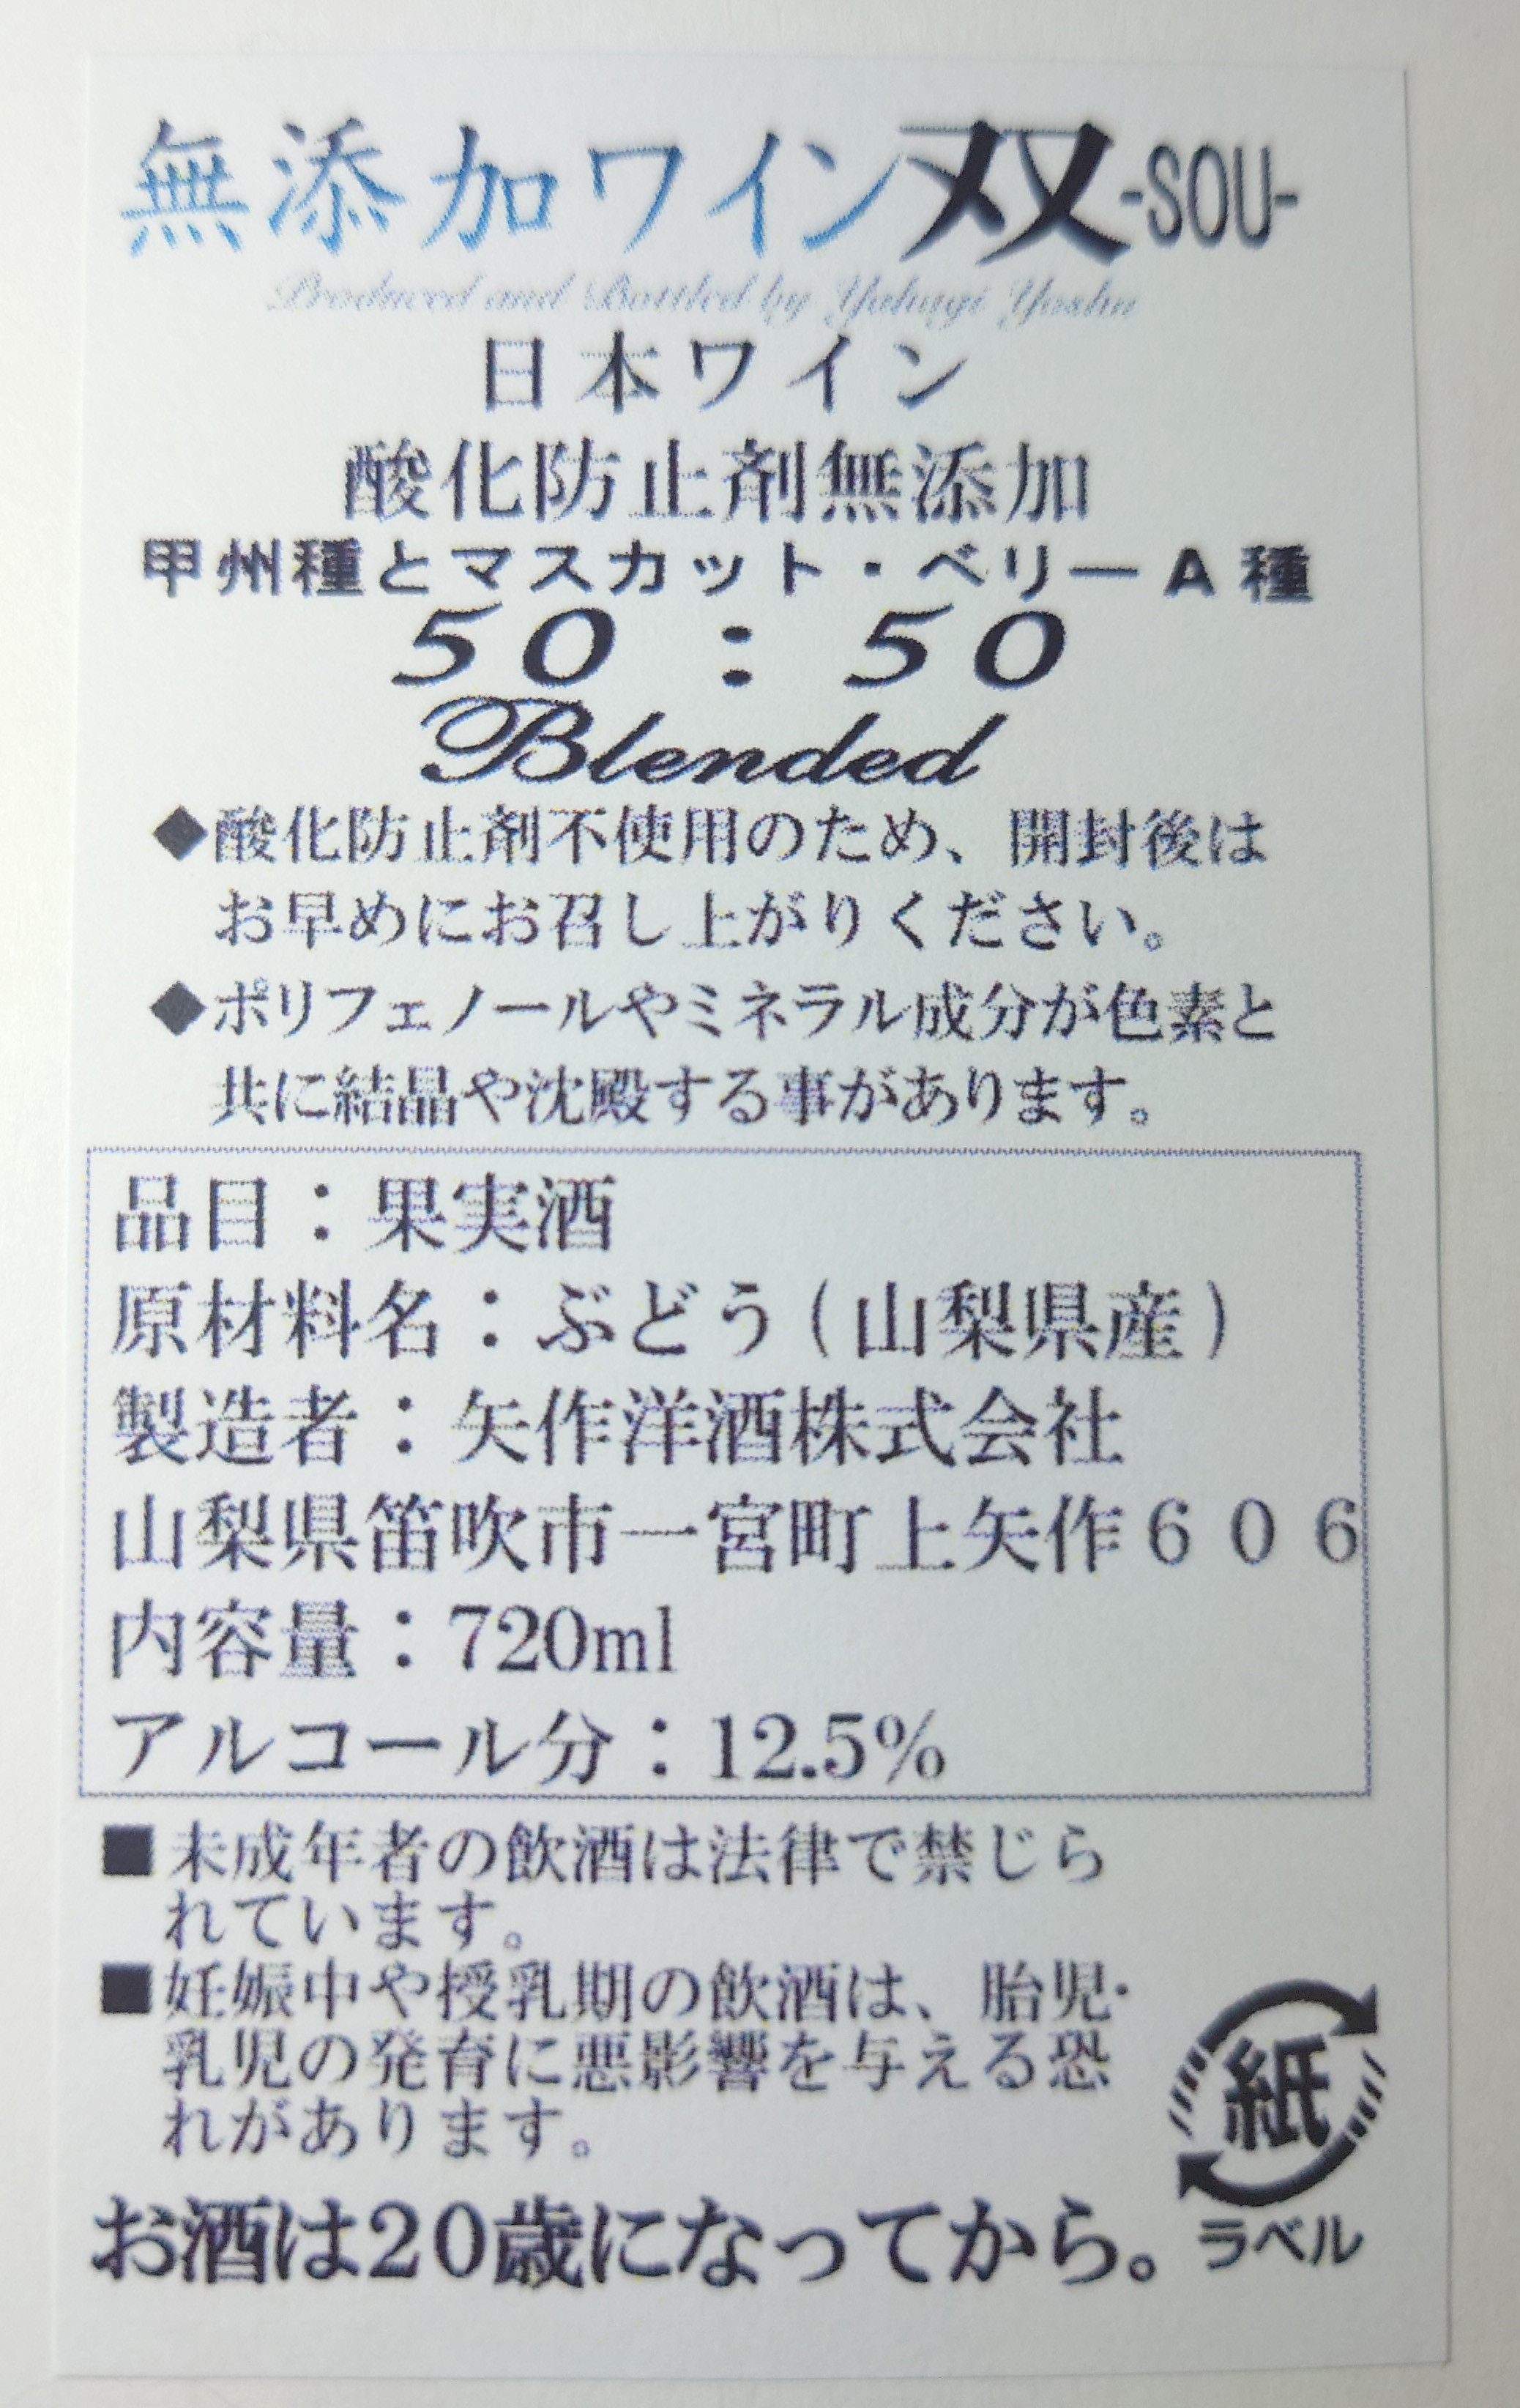 無添加ワイン双-SOU-
Produced and Bottled by Yahagi Yoshu
日本ワイン
酸化防止剤無添加
甲州種とマスカット・ベリーA種
50:50
Blended
◆酸化防止剤不使用のため、開封後は
お早めにお召し上がりください。
◆ポリフェノールやミネラル成分が色素と
共に結晶や沈殿する事があります。
品目：果実酒
原材料名：ぶどう(山梨県産)
製造者：矢作洋酒株式会社
山梨県笛吹市一宮町上矢作６０６
内容量：720ml
アルコール分：12.5%
■未成年者の飲酒は法律で禁じら
れています。
■妊娠中や授乳期の飲酒は、胎児・
乳児の発育に悪影響を与える恐
れがあります。
お酒は20歳になってから。
紙
ラベル